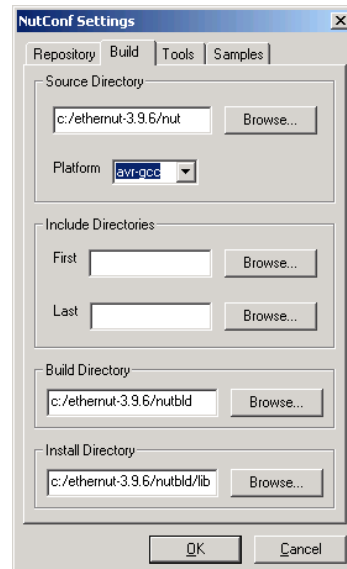 NutConf Settings
Repository Build Tools Samples
Source Directory
c:/ethernut-3.9.6/nut Browse...
Platform avr-gcc
Include Directories
First Browse...
Last Browse...
Build Directory
c:/ethernut-3.9.6/nutbld Browse...
Install Directory
c:/ethernut-3.9.6/nutbld/lib Browse...
OK Cancel